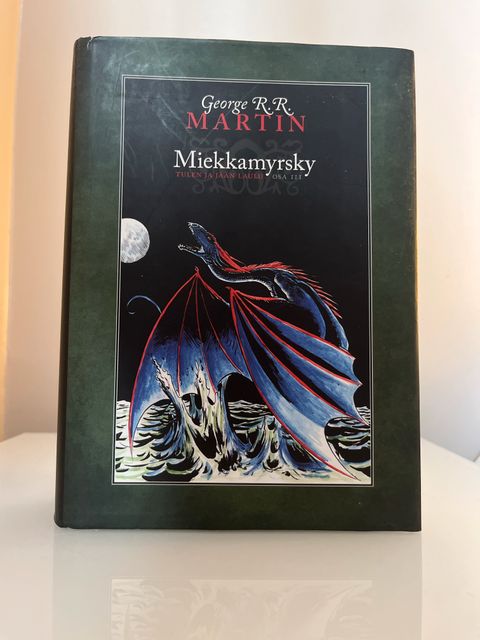 George R.R.
MARTIN
Miekkamyrsky
TULEN JA JÄÄN LAULU OSA III